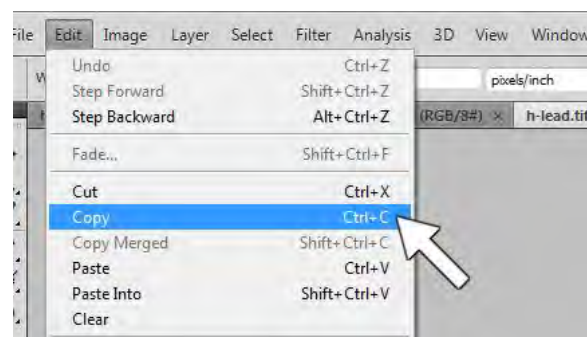 File Edit Image Layer Select Filter Analysis 3D View Window
pixels/inch
Undo Ctrl+Z
Step Forward Shift+Ctrl+Z
Step Backward Alt+Ctrl+Z
(RGB/8#) × h-lead.tif
Fade... Shift+Ctrl+F
Cut Ctrl+X
Copy Ctrl+C
Copy Merged Shift+Ctrl+C
Paste Ctrl+V
Paste Into Shift+Ctrl+V
Clear